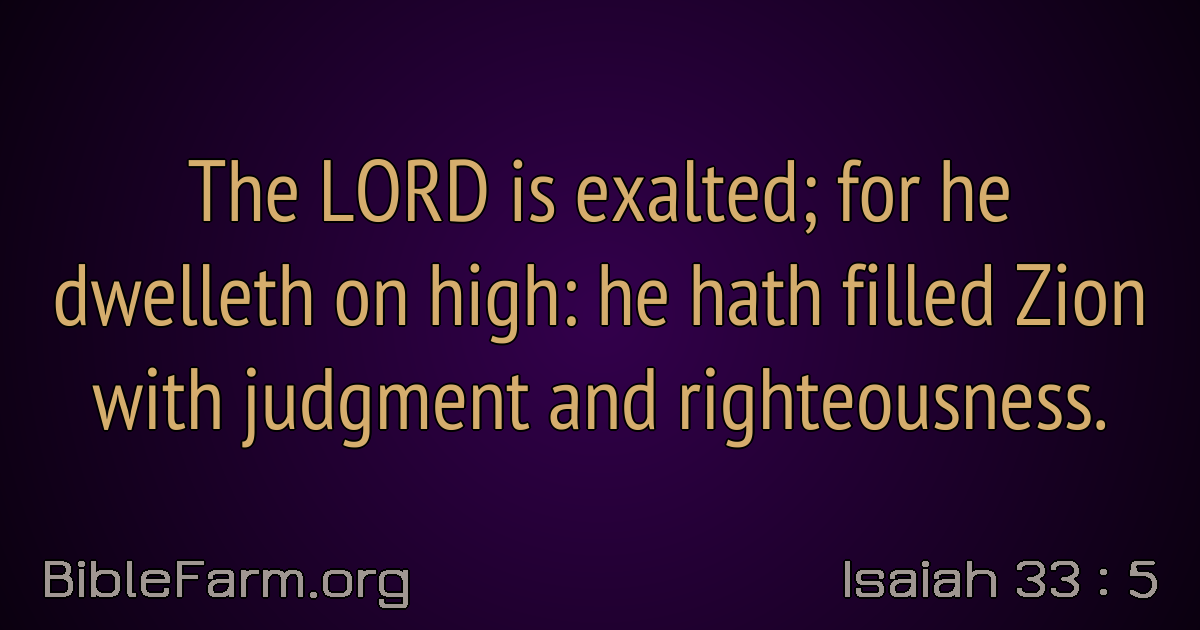 The LORD is exalted; for he
dwelleth on high: he hath filled Zion
with judgment and righteousness.
BibleFarm.org
Isaiah 33 : 5